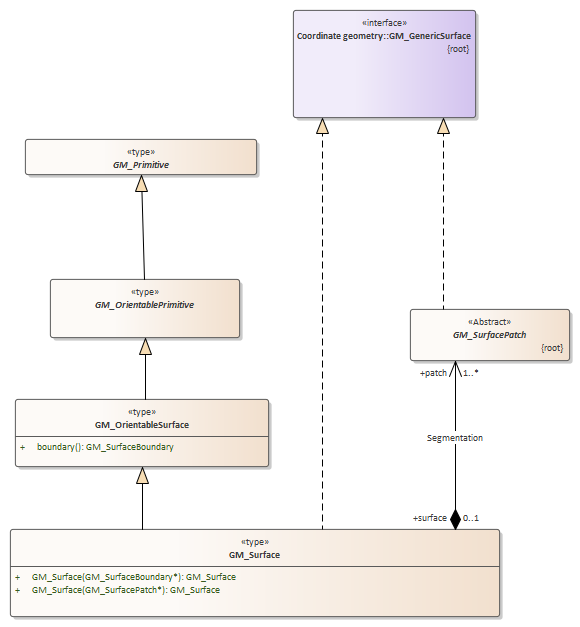 «interface»
Coordinate geometry::GM_GenericSurface
{root}
«type»
GM_Primitive
«type»
GM_OrientablePrimitive
«Abstract»
GM_SurfacePatch
{root}
+patch 1..*
«type»
GM_OrientableSurface
+ boundary(): GM_SurfaceBoundary
Segmentation
+surface 0..1
«type»
GM_Surface
+ GM_Surface(GM_SurfaceBoundary*): GM_Surface
+ GM_Surface(GM_SurfacePatch*): GM_Surface